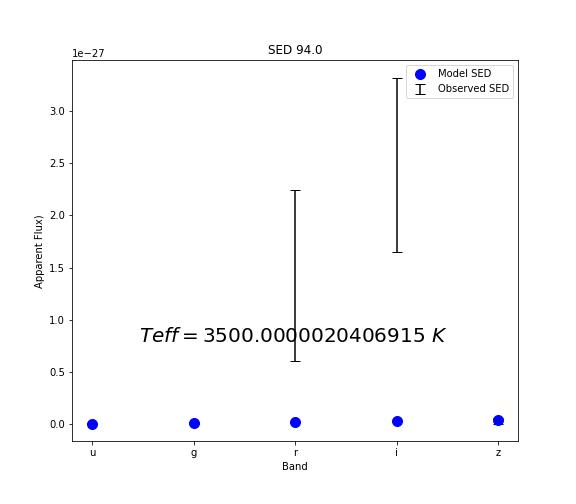 SED 94.0
1e−27
Model SED
Observed SED
3.0
2.5
2.0
1.5
1.0
0.5
0.0
Apparent Flux)
Teff = 3500.0000020406915 K
u g r i z
Band